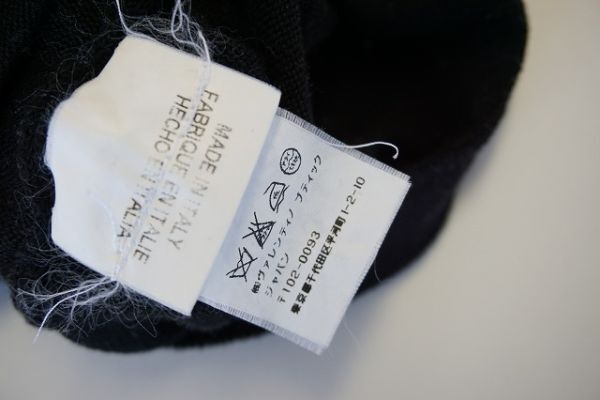 MADE IN ITALY
FABRIQUE EN ITALIE
HECHO EN ITALIA
㈱ヴァレンティノ ブティック
ジャパン
〒102-0093
東京都千代田区平河町1-2-10